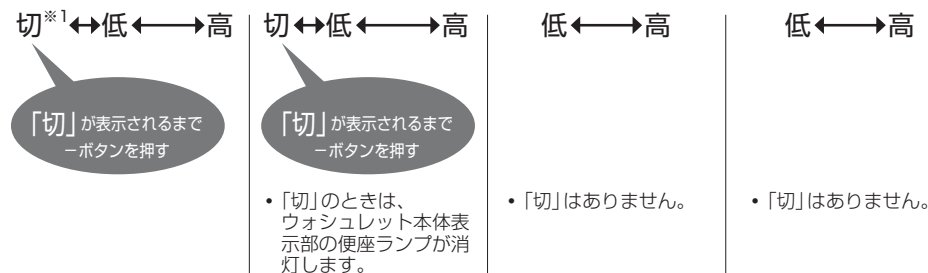 切※1↔低⟷高
「切」が表示されるまで
－ボタンを押す
切↔低⟷高
「切」が表示されるまで
－ボタンを押す
• 「切」のときは、
ウォシュレット本体表
示部の便座ランプが消
灯します。
低⟷高
• 「切」はありません。
低⟷高
• 「切」はありません。